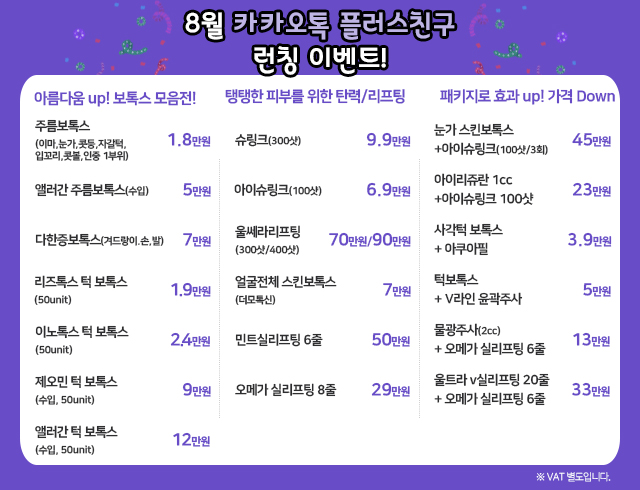 8월 카카오톡 플러스친구
런칭 이벤트!
아름다움 up! 보톡스 모음전!
주름보톡스
(이마,눈가,콧등,자갈턱,
입꼬리,콧볼,인중 1부위)
1.8만원
앨러간 주름보톡스(수입) 5만원
다한증보톡스(겨드랑이.손,발) 7만원
리즈톡스 턱 보톡스
(50unit)
1.9만원
이노톡스 턱 보톡스
(50unit)
2.4만원
제오민 턱 보톡스
(수입, 50unit)
9만원
앨러간 턱 보톡스
(수입, 50unit)
12만원
탱탱한 피부를 위한 탄력/리프팅
슈링크(300샷) 9.9만원
아이슈링크(100샷) 6.9만원
울쎄라리프팅
(300샷/400샷)
70만원/90만원
얼굴전체 스킨보톡스
(더모톡신)
7만원
민트실리프팅 6줄 50만원
오메가 실리프팅 8줄 29만원
패키지로 효과 up! 가격 Down
눈가 스킨보톡스
+아이슈링크(100샷/3회)
45만원
아이리쥬란 1cc
+아이슈링크 100샷
23만원
사각턱 보톡스
+ 아쿠아필
3.9만원
턱보톡스
+ V라인 윤곽주사
5만원
물광주사(2cc)
+ 오메가 실리프팅 6줄
13만원
울트라 v실리프팅 20줄
+ 오메가 실리프팅 6줄
33만원
※ VAT 별도입니다.